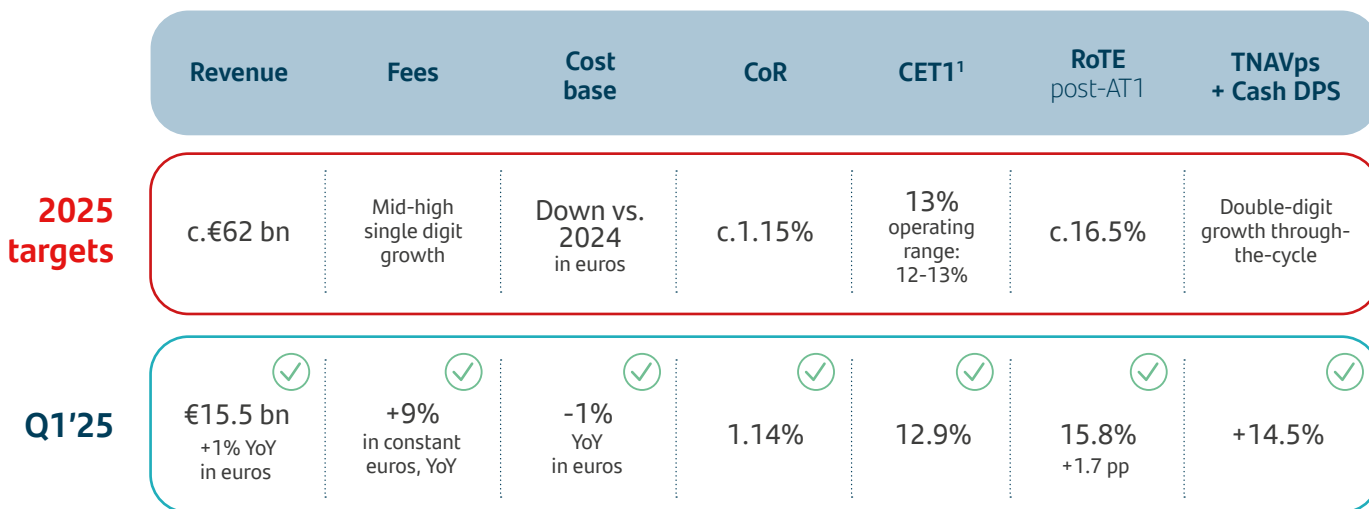 Revenue
Fees
Cost
base
CoR
CET1¹
RoTE
post-AT1
TNAVps
+ Cash DPS
2025
targets
c.€62 bn
Mid-high
single digit
growth
Down vs.
2024
in euros
c.1.15%
13%
operating
range:
12-13%
c.16.5%
Double-digit
growth through-
the-cycle
Q1'25
€15.5 bn
+1% YoY
in euros
+9%
in constant
euros, YoY
-1%
YoY
in euros
1.14%
12.9%
15.8%
+1.7 pp
+14.5%